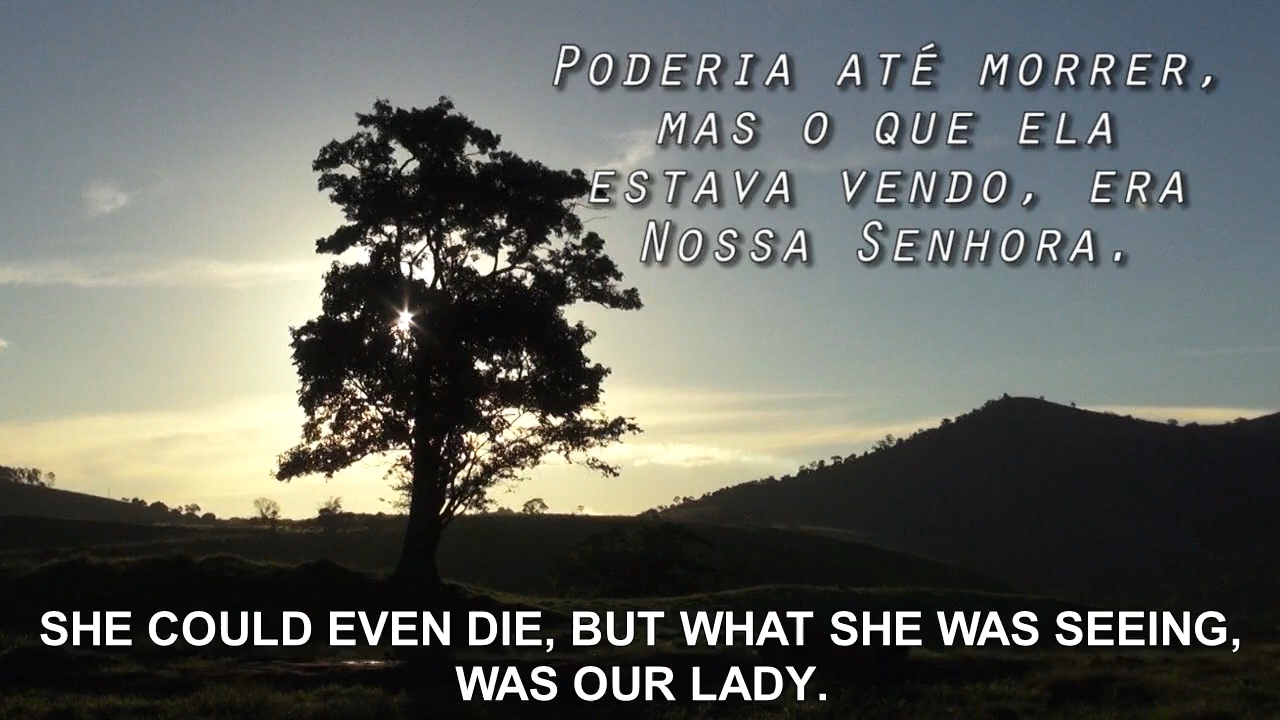 Poderia até morrer,
mas o que ela
estava vendo, era
Nossa Senhora.
SHE COULD EVEN DIE, BUT WHAT SHE WAS SEEING,
WAS OUR LADY.